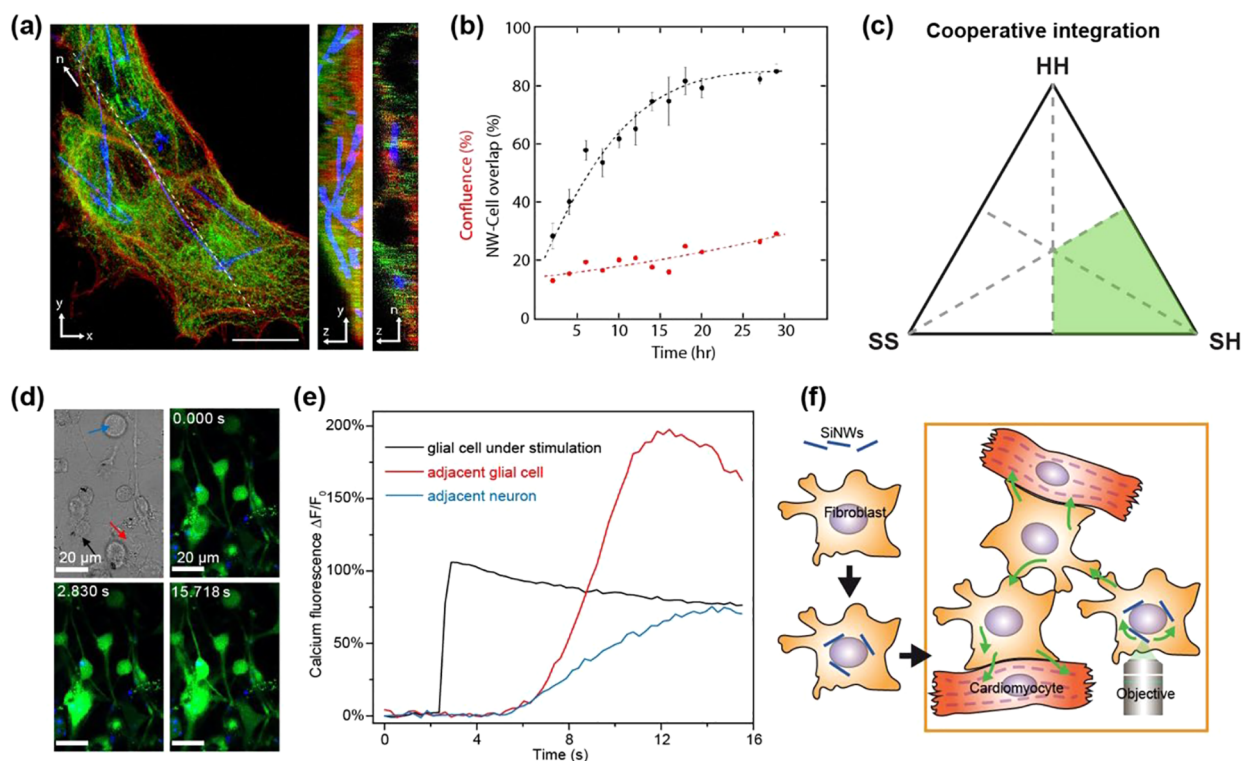 (a)
n
y
x
y
z
n
z
(b)
Confluence (%)
NW-Cell overlap (%)
100
80
60
40
20
0
5
10
15
20
25
30
Time (hr)
(c)
Cooperative integration
HH
SS
SH
(d)
20 µm
0.000 s
20 µm
2.830 s
15.718 s
(e)
Calcium fluorescence ΔF/F₀
200%
150%
100%
50%
0%
glial cell under stimulation
adjacent glial cell
adjacent neuron
0
4
8
12
16
Time (s)
(f)
SiNWs
Fibroblast
Cardiomyocyte
Objective